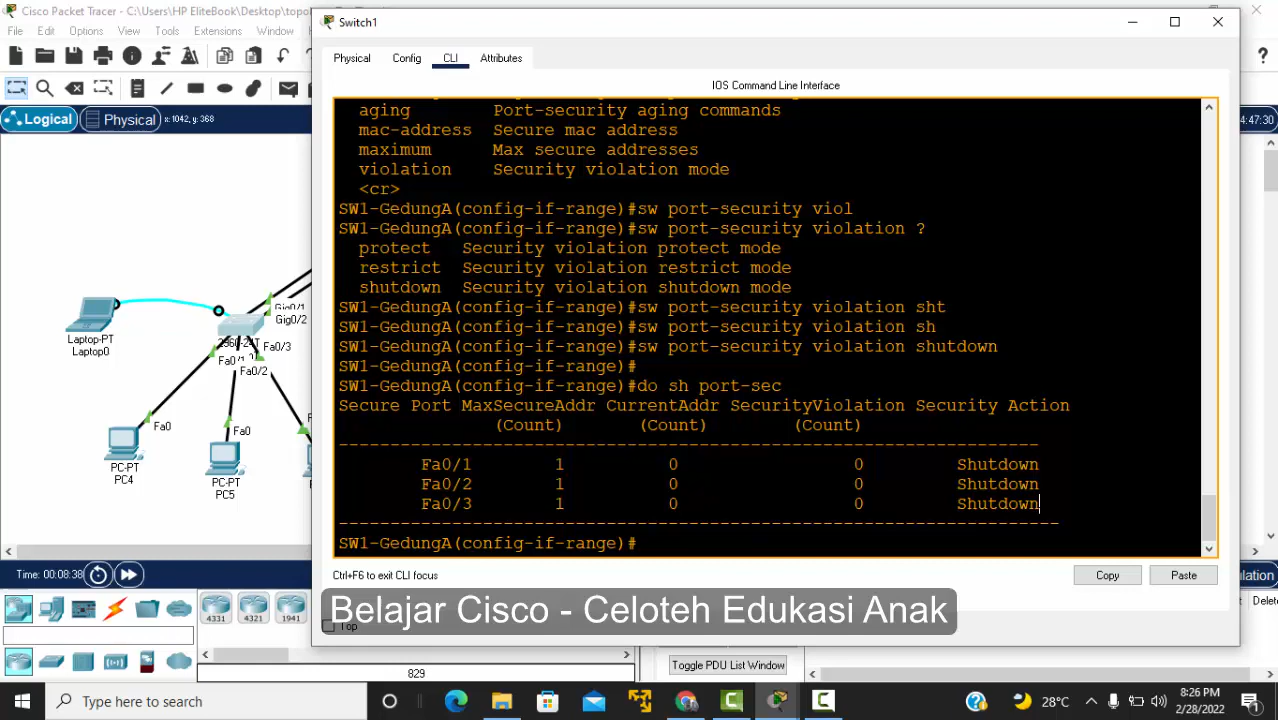 Cisco Packet Tracer - C:\Users\HP EliteBook\topo
Switch1
File Edit Options View Tools Extensions Window
Physical Config CLI Attributes
IOS Command Line Interface
Logical Physical x: 1042, y: 368
4:47:30
aging Port-security aging commands
mac-address Secure mac address
maximum Max secure addresses
violation Security violation mode
<cr>
SW1-GedungA(config-if-range)#sw port-security viol
SW1-GedungA(config-if-range)#sw port-security violation ?
protect Security violation protect mode
restrict Security violation restrict mode
shutdown Security violation shutdown mode
SW1-GedungA(config-if-range)#sw port-security violation sht
SW1-GedungA(config-if-range)#sw port-security violation sh
SW1-GedungA(config-if-range)#sw port-security violation shutdown
SW1-GedungA(config-if-range)#
SW1-GedungA(config-if-range)#do sh port-sec
Secure Port MaxSecureAddr CurrentAddr SecurityViolation Security Action
(Count) (Count) (Count)
--------------------------------------------------------------------
Fa0/1 1 0 0 Shutdown
Fa0/2 1 0 0 Shutdown
Fa0/3 1 0 0 Shutdown
----------------------------------------------------------------------
SW1-GedungA(config-if-range)#
Gig0/1
Gig0/2
Laptop-PT
Laptop0
2960-24T
Fa0/3
Fa0/1
Fa0/2
Fa0
Fa0
PC-PT
PC4
PC-PT
PC5
Ctrl+F6 to exit CLI focus
Copy
Paste
Time: 00:08:38
ulation
Belajar Cisco - Celoteh Edukasi Anak
Top
4331 4321 1941
Delete
829
Toggle PDU List Window
Type here to search
28°C
8:26 PM
2/28/2022
1